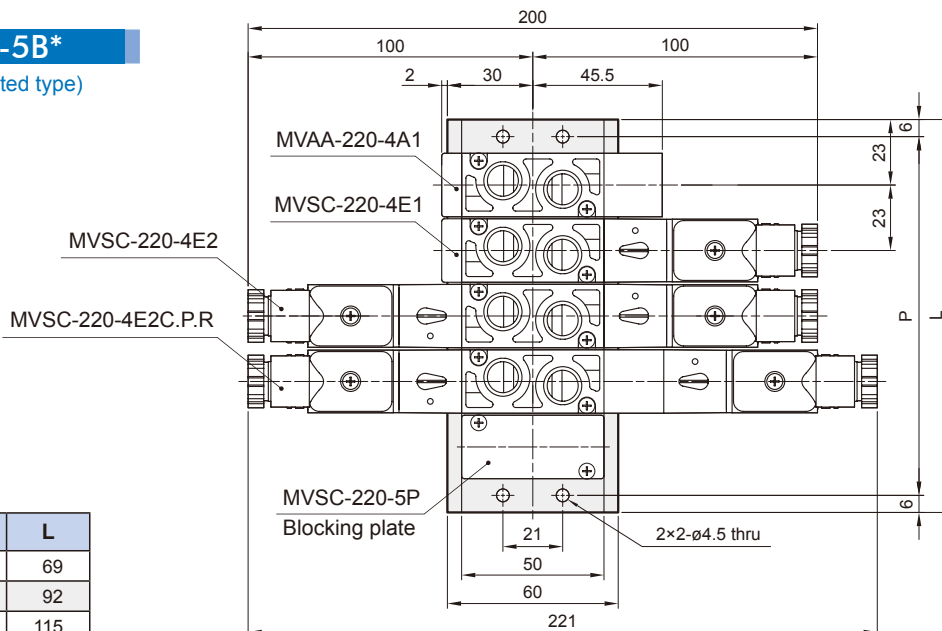 -5B*
ted type)
200
100
100
2
30
45.5
6
23
23
MVAA-220-4A1
MVSC-220-4E1
MVSC-220-4E2
MVSC-220-4E2C.P.R
P
L
MVSC-220-5P
Blocking plate
6
2×2-ø4.5 thru
21
50
60
221
L
69
92
115